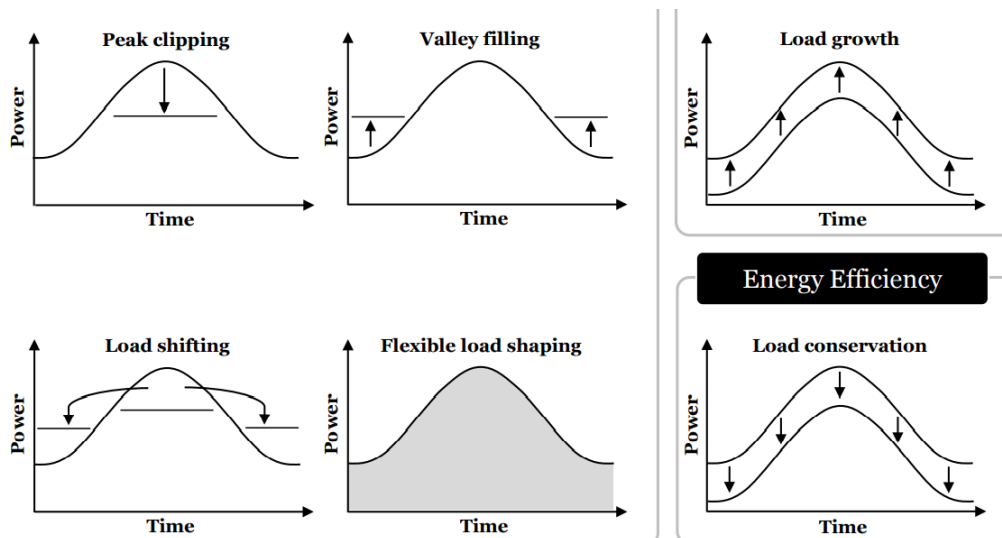 Peak clipping
Power
Time
Valley filling
Power
Time
Load growth
Power
Time
Energy Efficiency
Load shifting
Power
Time
Flexible load shaping
Power
Time
Load conservation
Power
Time